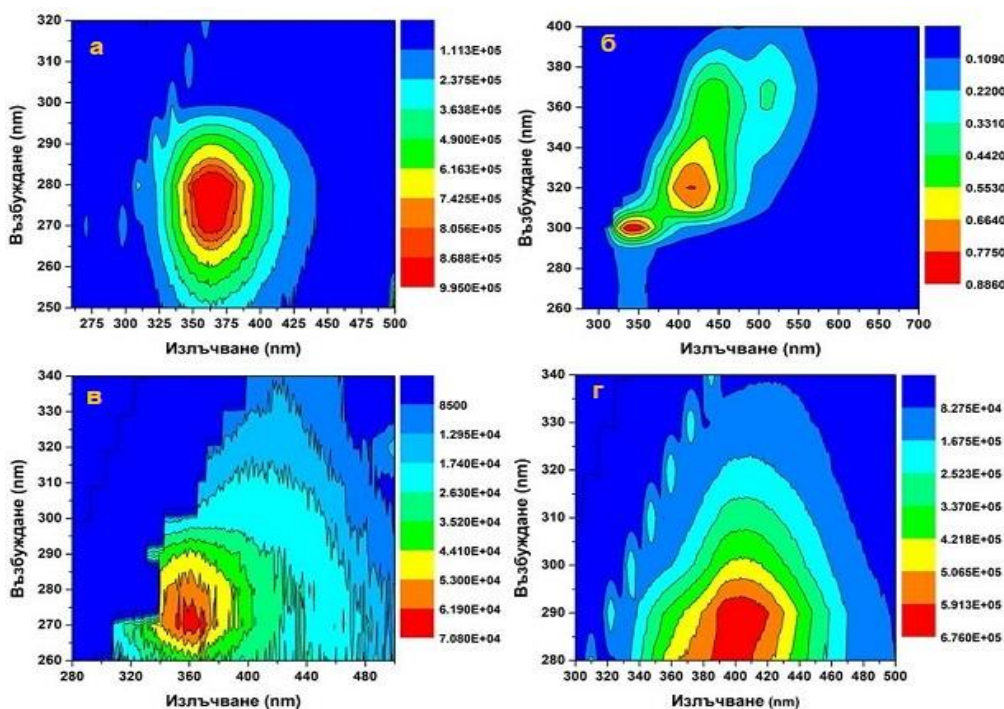 а
Възбуждане (nm)
320
310
300
290
280
270
260
250
275 300 325 350 375 400 425 450 475 500
Излъчване (nm)
1.113E+05
2.375E+05
3.638E+05
4.900E+05
6.163E+05
7.425E+05
8.056E+05
8.688E+05
9.950E+05
б
Възбуждане (nm)
400
380
360
340
320
300
280
260
300 350 400 450 500 550 600 650 700
Излъчване (nm)
0.1090
0.2200
0.3310
0.4420
0.5530
0.6640
0.7750
0.8860
в
Възбуждане (nm)
340
330
320
310
300
290
280
270
260
280 320 360 400 440 480
Излъчване (nm)
8500
1.295E+04
1.740E+04
2.630E+04
3.520E+04
4.410E+04
5.300E+04
6.190E+04
7.080E+04
г
Възбуждане (nm)
340
330
320
310
300
290
280
300 320 340 360 380 400 420 440 460 480 500
Излъчване (nm)
8.275E+04
1.675E+05
2.523E+05
3.370E+05
4.218E+05
5.065E+05
5.913E+05
6.760E+05